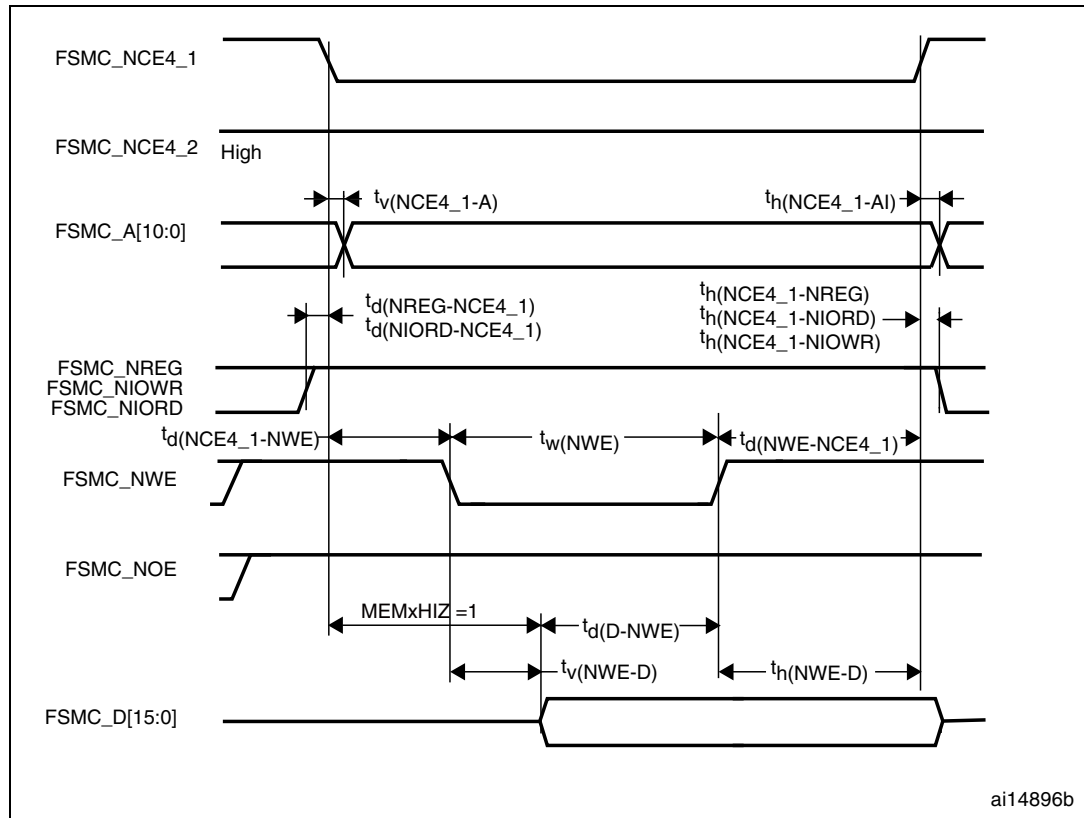 FSMC_NCE4_1
FSMC_NCE4_2 High
tv(NCE4_1-A)
th(NCE4_1-AI)
FSMC_A[10:0]
td(NREG-NCE4_1)
td(NIORD-NCE4_1)
th(NCE4_1-NREG)
th(NCE4_1-NIORD)
th(NCE4_1-NIOWR)
FSMC_NREG
FSMC_NIOWR
FSMC_NIORD
td(NCE4_1-NWE)
tw(NWE)
td(NWE-NCE4_1)
FSMC_NWE
FSMC_NOE
MEMxHIZ =1
td(D-NWE)
tv(NWE-D)
th(NWE-D)
FSMC_D[15:0]
ai14896b